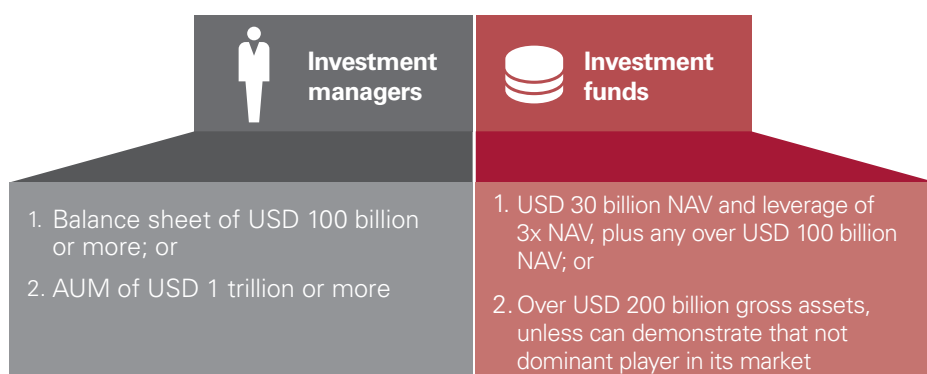 Investment
managers
Investment
funds
1. Balance sheet of USD 100 billion
or more; or
2. AUM of USD 1 trillion or more
1. USD 30 billion NAV and leverage of
3x NAV, plus any over USD 100 billion
NAV; or
2. Over USD 200 billion gross assets,
unless can demonstrate that not
dominant player in its market